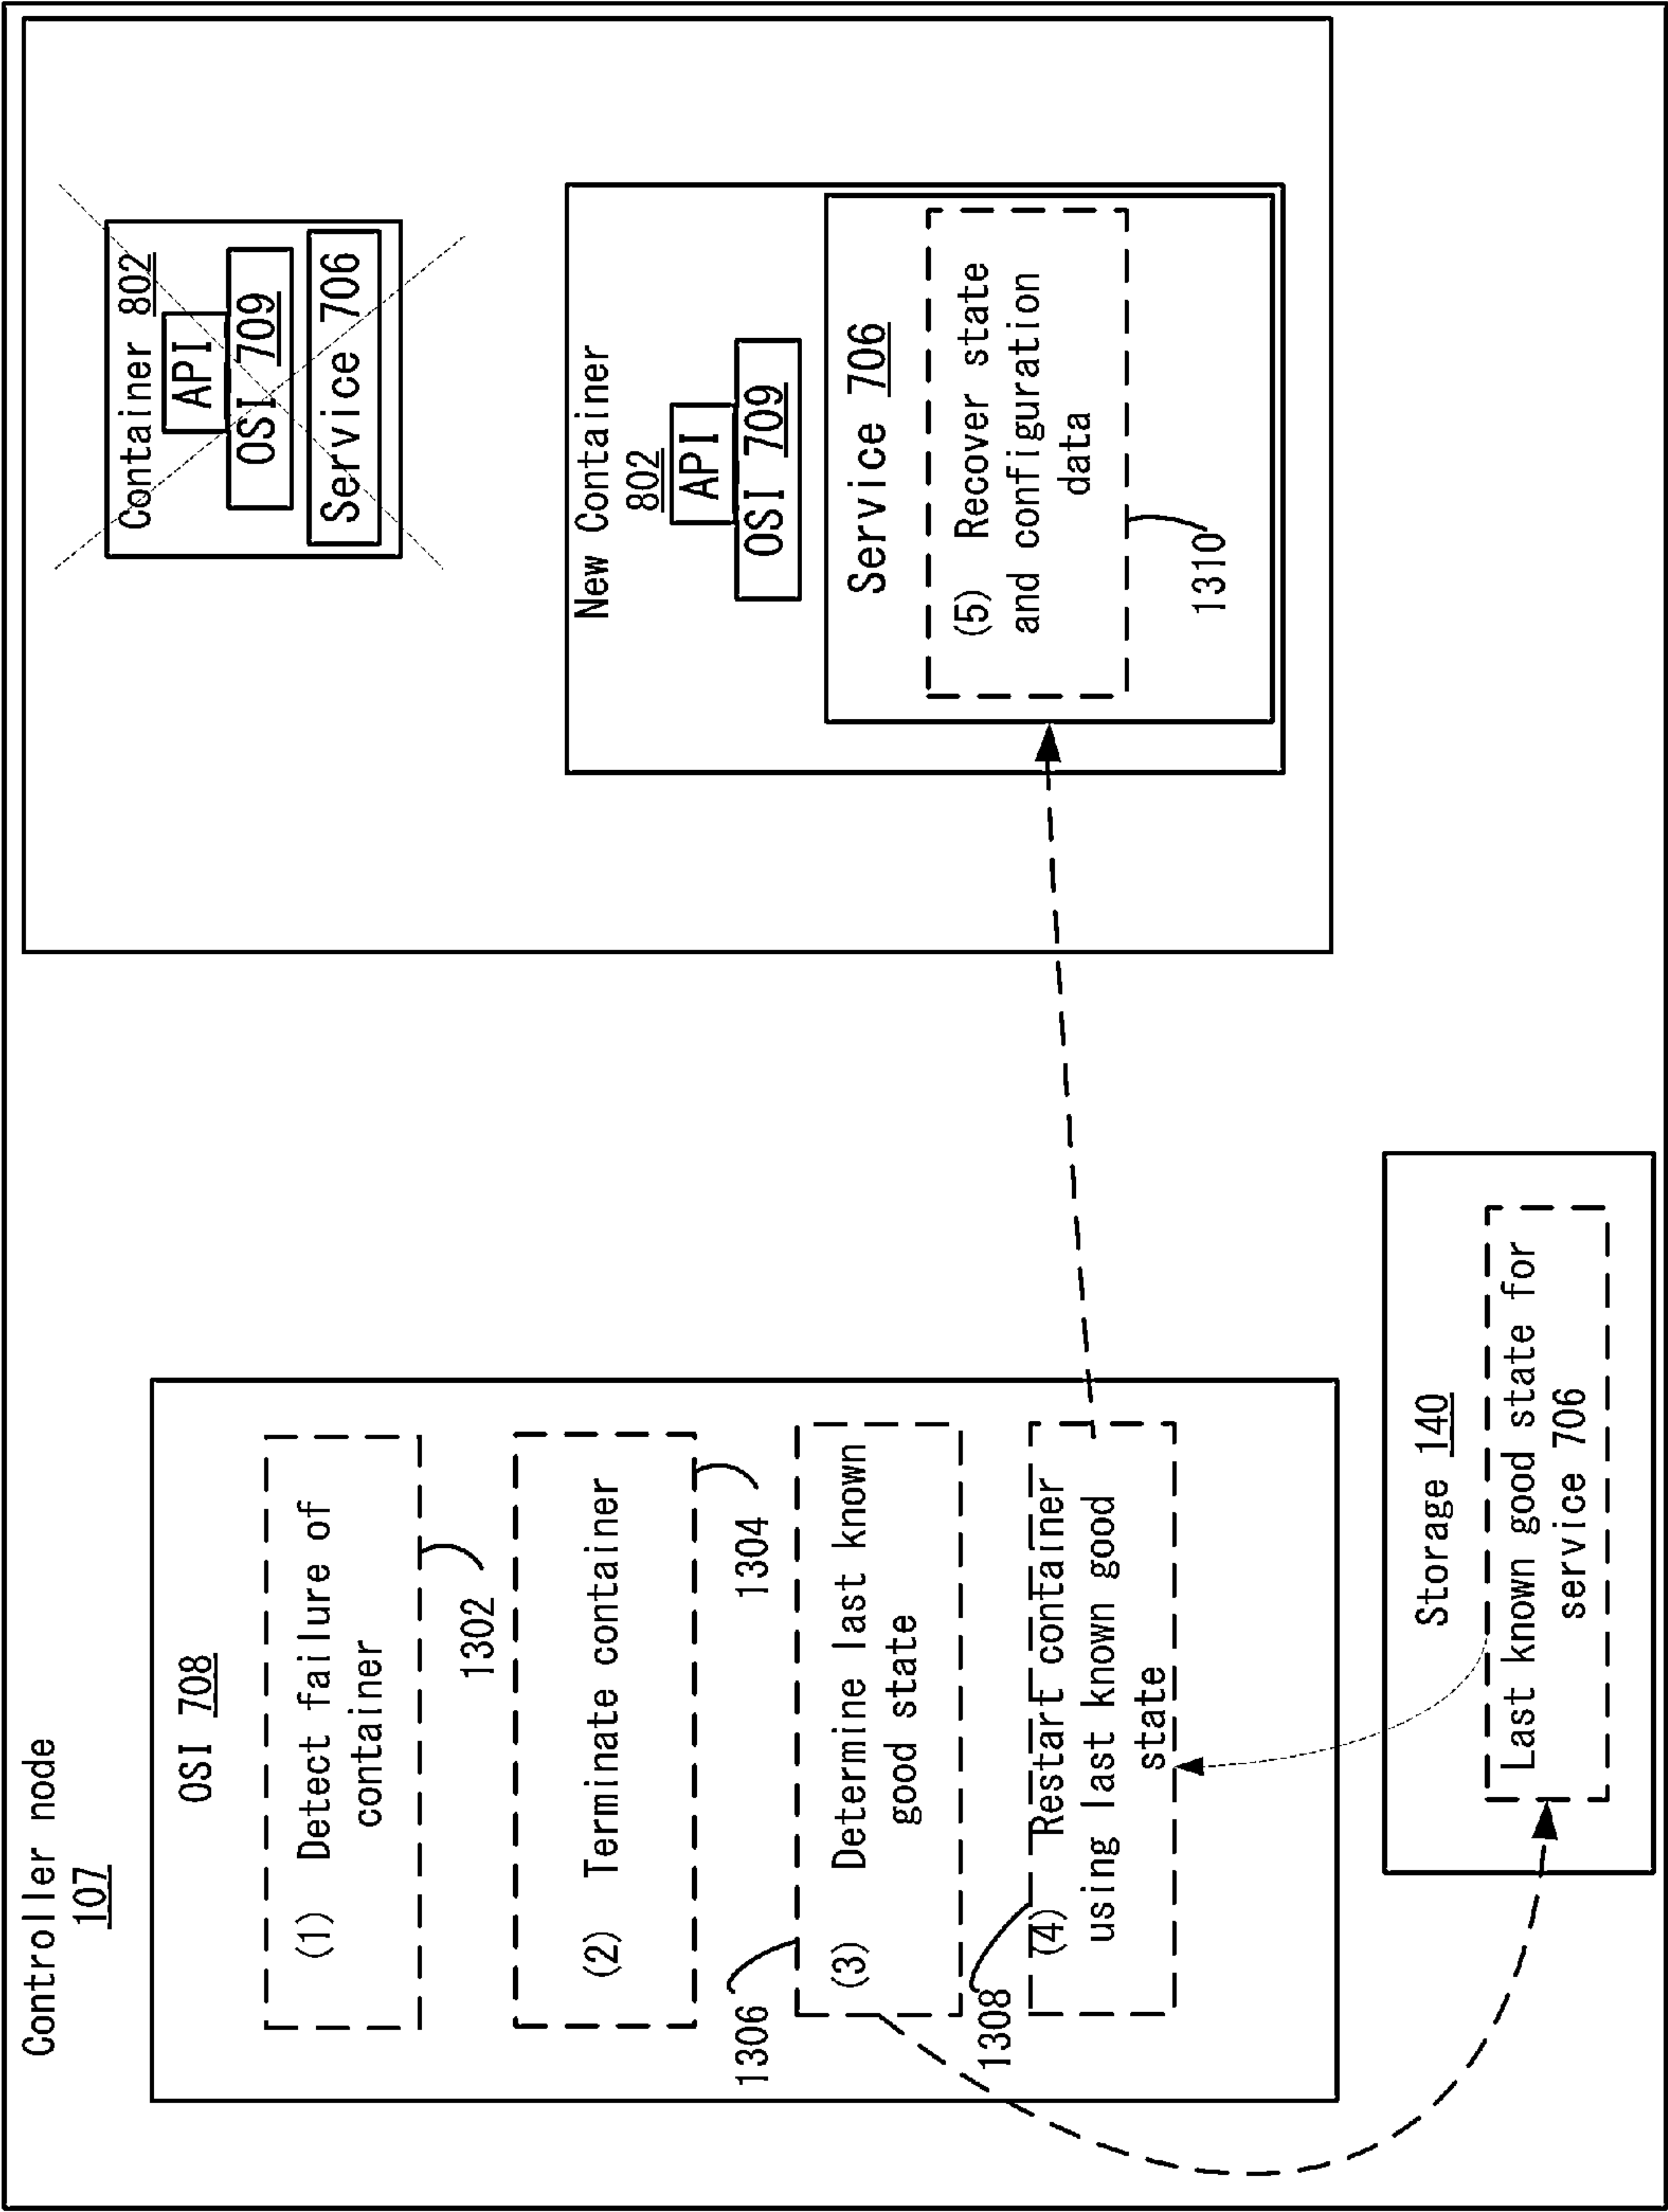 Controller node
107
OSI 708
(1) Detect failure of
container
1302
(2) Terminate container
1304
1306
(3) Determine last known
good state
1308
(4) Restart container
using last known good
state
Storage 140
Last known good state for
service 706
Container 802
API
OSI 709
Service 706
New Container
802
API
OSI 709
Service 706
(5) Recover state
and configuration
data
1310